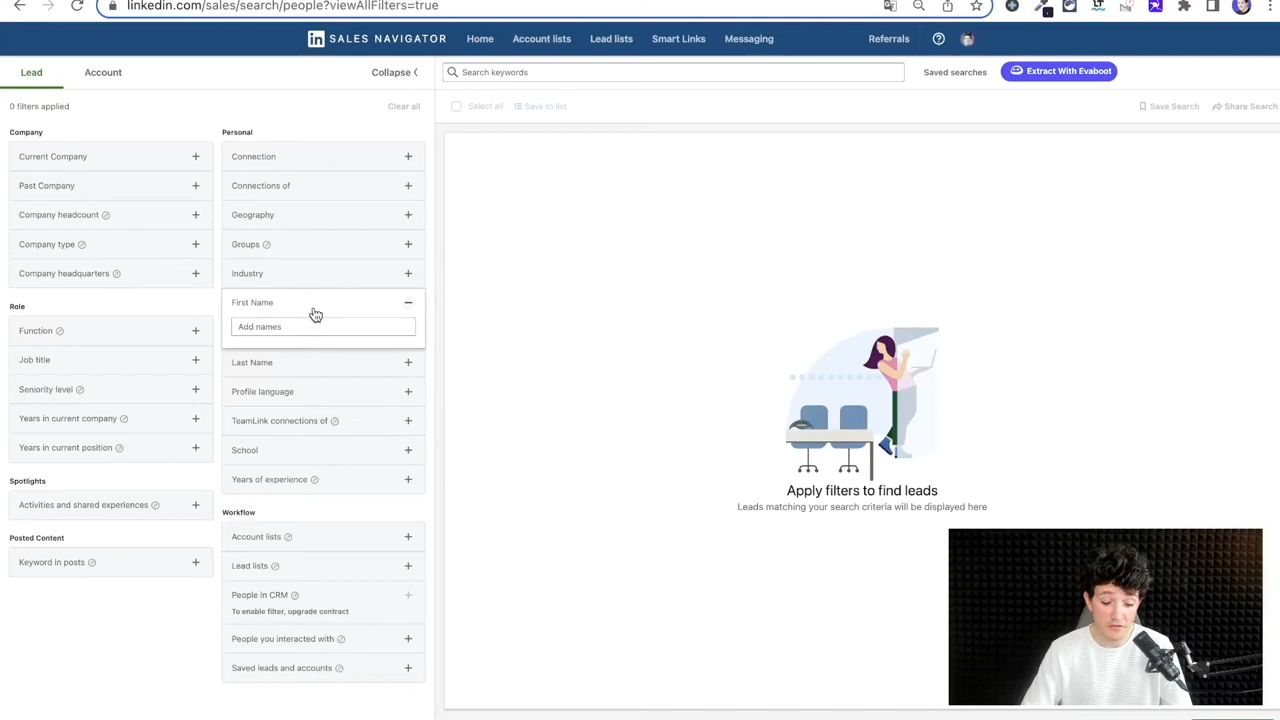 linkedin.com/sales/search/people?viewAllFilters=true
in SALES NAVIGATOR Home Account lists Lead lists Smart Links Messaging Referrals
Lead Account Collapse Search keywords Saved searches Extract With Evaboot
0 filters applied Clear all Select all Save to list Save Search Share Search
Company
Current Company
Past Company
Company headcount
Company type
Company headquarters
Role
Function
Job title
Seniority level
Years in current company
Years in current position
Spotlights
Activities and shared experiences
Posted Content
Keyword in posts
Personal
Connection
Connections of
Geography
Groups
Industry
First Name
Add names
Last Name
Profile language
TeamLink connections of
School
Years of experience
Workflow
Account lists
Lead lists
People in CRM
To enable filter, upgrade contract
People you interacted with
Saved leads and accounts
Apply filters to find leads
Leads matching your search criteria will be displayed here